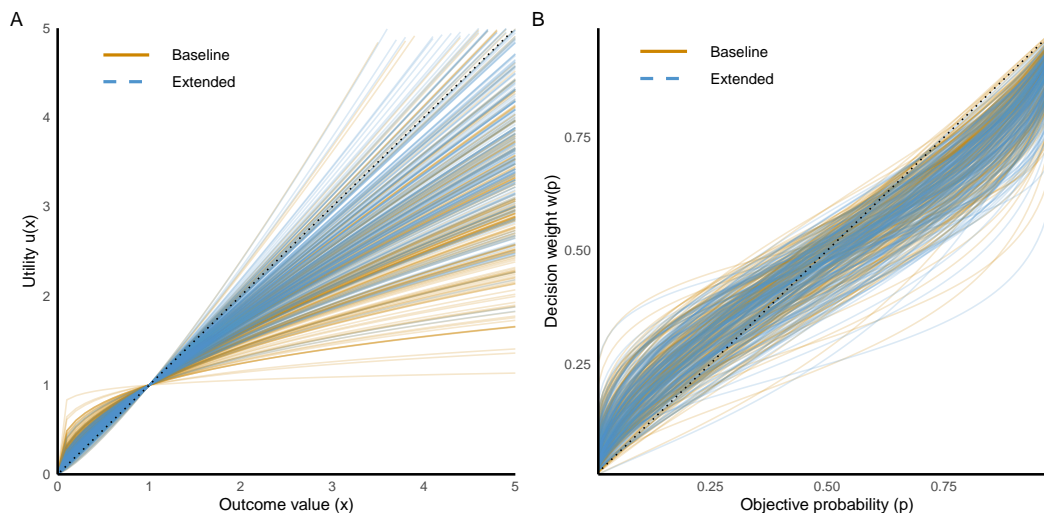 A
Baseline
Extended
Utility u(x)
5
4
3
2
1
0
0 1 2 3 4 5
Outcome value (x)
B
Baseline
Extended
Decision weight w(p)
0.75
0.50
0.25
0.25 0.50 0.75
Objective probability (p)